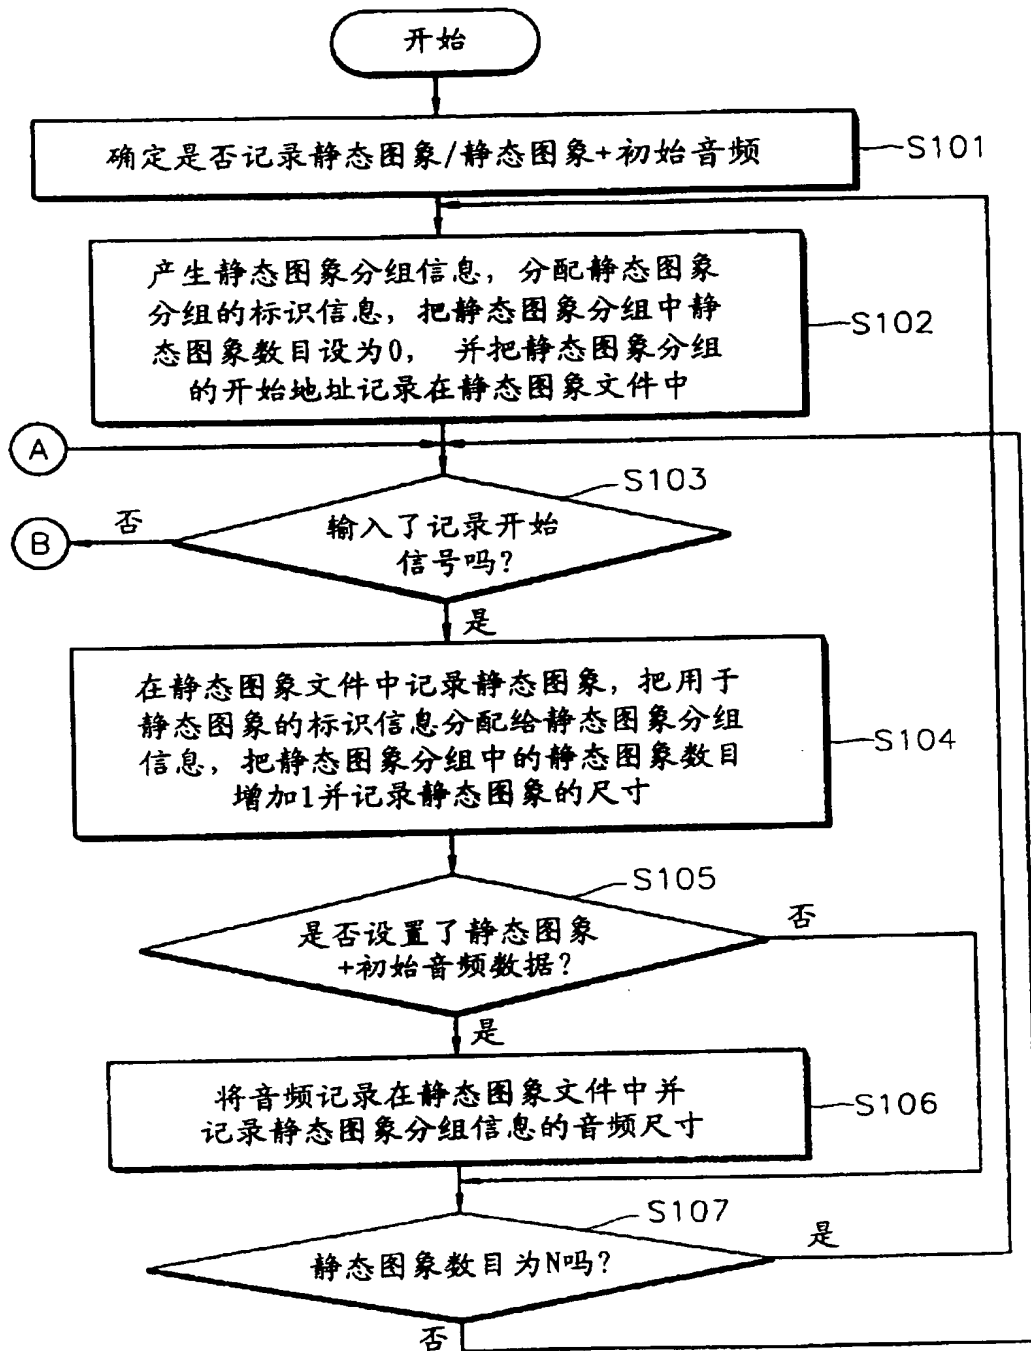 开始
确定是否记录静态图象/静态图象+初始音频
S101
产生静态图象分组信息，分配静态图象
分组的标识信息，把静态图象分组中静
态图象数目设为0， 并把静态图象分组
的开始地址记录在静态图象文件中
S102
A
S103
输入了记录开始
信号吗?
否
B
是
在静态图象文件中记录静态图象，把用于
静态图象的标识信息分配给静态图象分组
信息，把静态图象分组中的静态图象数目
增加1并记录静态图象的尺寸
S104
S105
是否设置了静态图象
+初始音频数据?
否
是
将音频记录在静态图象文件中并
记录静态图象分组信息的音频尺寸
S106
S107
静态图象数目为N吗?
是
否